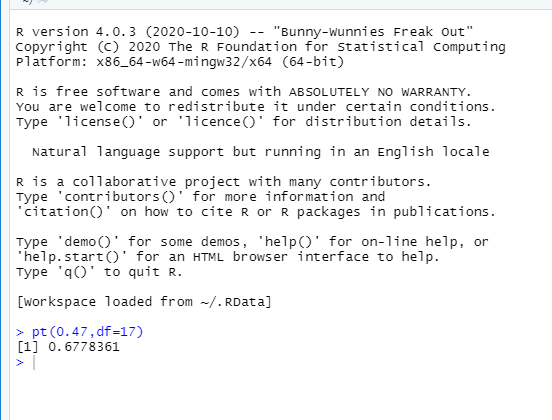 R version 4.0.3 (2020-10-10) -- "Bunny-Wunnies Freak Out"
Copyright (C) 2020 The R Foundation for Statistical Computing
Platform: x86_64-w64-mingw32/x64 (64-bit)
R is free software and comes with ABSOLUTELY NO WARRANTY.
You are welcome to redistribute it under certain conditions.
Type 'license()' or 'licence()' for distribution details.
Natural language support but running in an English locale
R is a collaborative project with many contributors.
Type 'contributors()' for more information and
'citation()' on how to cite R or R packages in publications.
Type 'demo()' for some demos, 'help()' for on-line help, or
'help.start()' for an HTML browser interface to help.
Type 'q()' to quit R.
[Workspace loaded from ~/.RData]
> pt(0.47,df=17)
[1] 0.6778361
>